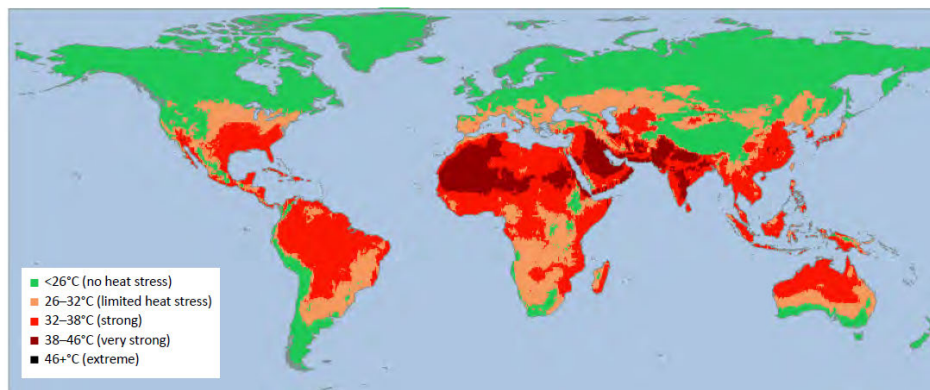 <26°C (no heat stress)
26–32°C (limited heat stress)
32–38°C (strong)
38–46°C (very strong)
46+°C (extreme)